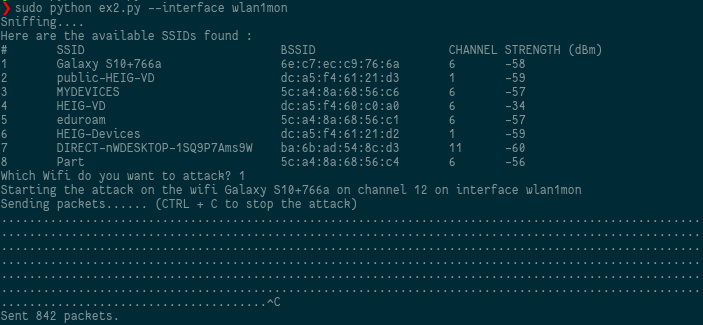 ❯ sudo python ex2.py --interface wlan1mon
Sniffing....
Here are the available SSIDs found :
# SSID BSSID CHANNEL STRENGTH (dBm)
1 Galaxy S10+766a 6e:c7:ec:c9:76:6a 6 -58
2 public-HEIG-VD dc:a5:f4:61:21:d3 1 -59
3 MYDEVICES 5c:a4:8a:68:56:c6 6 -57
4 HEIG-VD dc:a5:f4:60:c0:a0 6 -34
5 eduroam 5c:a4:8a:68:56:c1 6 -57
6 HEIG-Devices dc:a5:f4:61:21:d2 1 -59
7 DIRECT-nWDESKTOP-1SQ9P7Ams9W ba:6b:ad:54:8c:d3 11 -60
8 Part 5c:a4:8a:68:56:c4 6 -56
Which Wifi do you want to attack? 1
Starting the attack on the wifi Galaxy S10+766a on channel 12 on interface wlan1mon
Sending packets...... (CTRL + C to stop the attack)
....................................................................................................
....................................................................................................
....................................................................................................
....................................................................................................
....................................................................................................
....................................................................................................
......................................^C
Sent 842 packets.